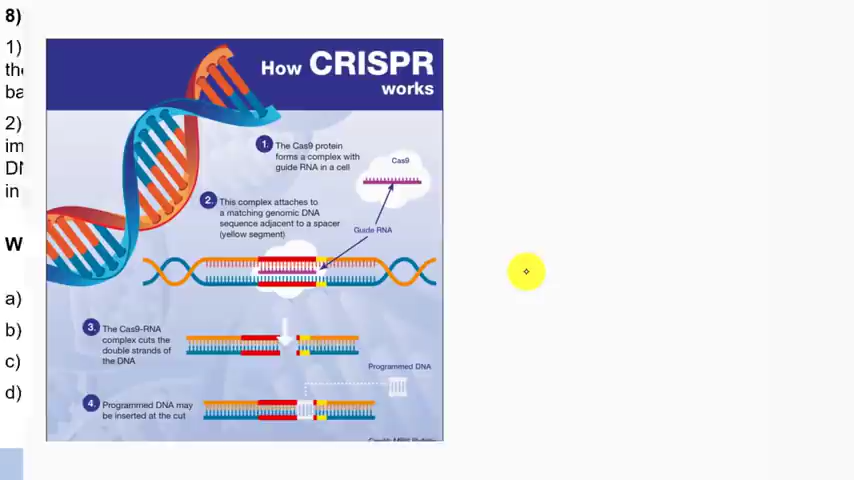 8)
1)
the
ba
2)
im
DN
in
W
a)
b)
c)
d)
How CRISPR
works
1. The Cas9 protein
forms a complex with
guide RNA in a cell
Cas9
2. This complex attaches to
a matching genomic DNA
sequence adjacent to a spacer
(yellow segment)
Guide RNA
3. The Cas9-RNA
complex cuts the
double strands of
the DNA
Programmed DNA
4. Programmed DNA may
be inserted at the cut